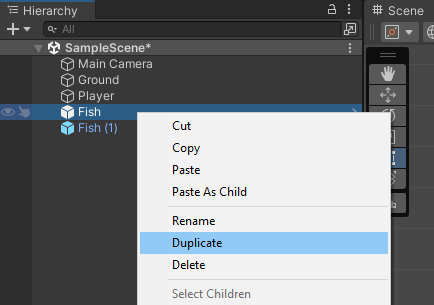 Hierarchy
Scene
All
SampleScene*
Main Camera
Ground
Player
Fish
Fish (1)
Cut
Copy
Paste
Paste As Child
Rename
Duplicate
Delete
Select Children